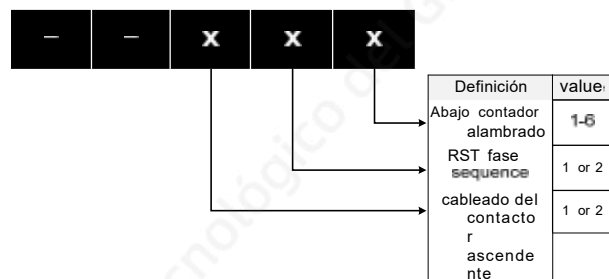 – – x x x
Definición value
Abajo contador
alambrado 1-6
RST fase
sequence 1 or 2
cableado del
contacto
r
ascende
nte 1 or 2